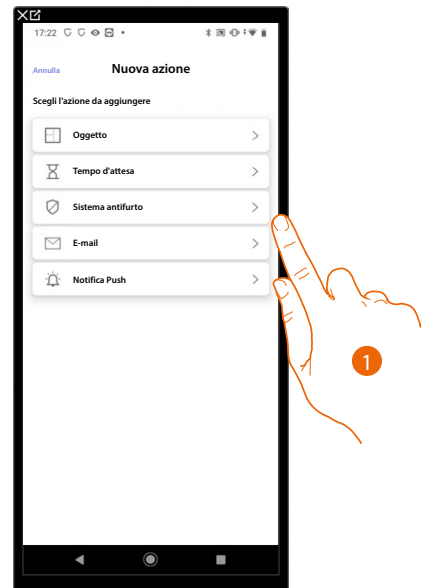 17:22
Annulla
Nuova azione
Scegli l'azione da aggiungere
Oggetto
Tempo d'attesa
Sistema antifurto
E-mail
Notifica Push
1